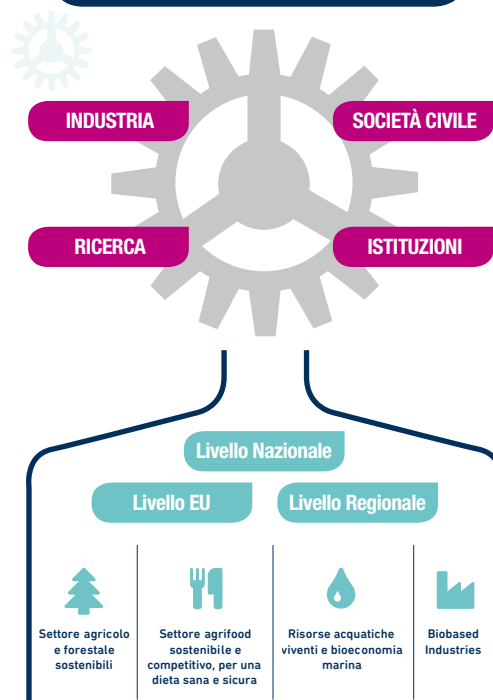 INDUSTRIA
SOCIETÀ CIVILE
RICERCA
ISTITUZIONI
Livello Nazionale
Livello EU
Livello Regionale
Settore agricolo
e forestale
sostenibili
Settore agrifood
sostenibile e
competitivo, per una
dieta sana e sicura
Risorse acquatiche
viventi e bioeconomia
marina
Biobased
Industries